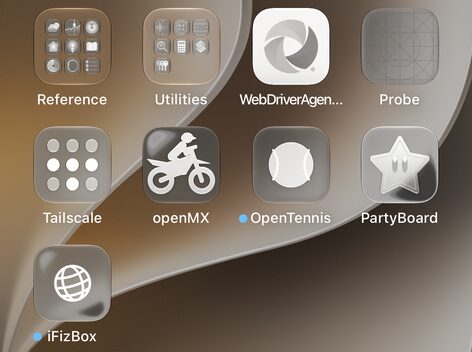 Reference
Utilities
WebDriverAgen...
Probe
Tailscale
openMX
OpenTennis
PartyBoard
iFizBox